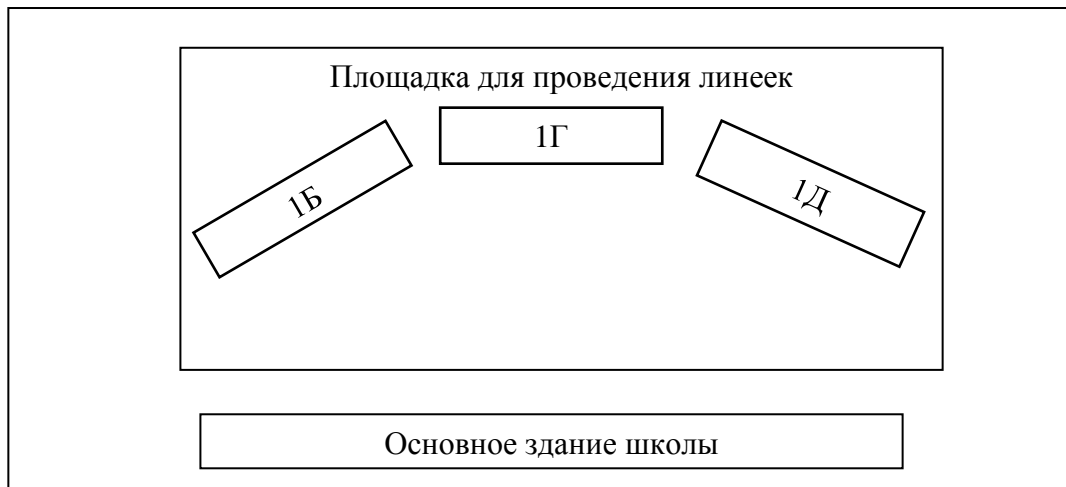 Площадка для проведения линеек
1Г
1Б
1Д
Основное здание школы